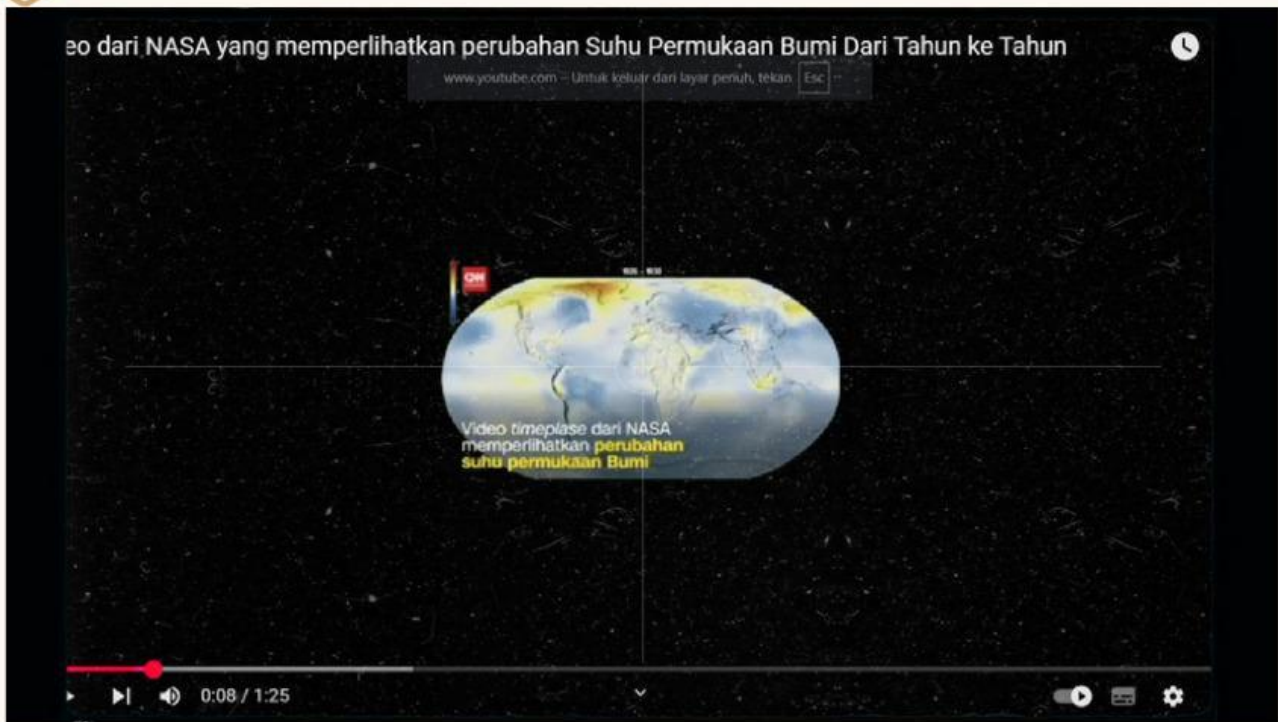 eo dari NASA yang memperlihatkan perubahan Suhu Permukaan Bumi Dari Tahun ke Tahun
www.youtube.com – Untuk keluar dari layar penuh, tekan Esc
CNN
Video timeplase dari NASA
memperlihatkan perubahan
suhu permukaan Bumi
0:08 / 1:25